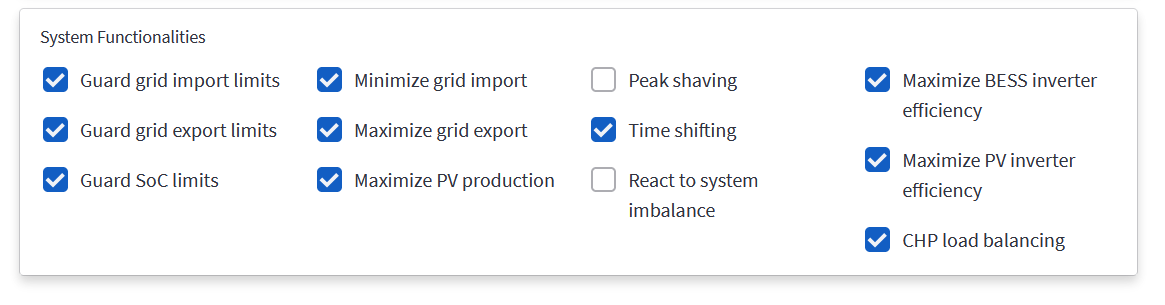 System Functionalities
Guard grid import limits
Guard grid export limits
Guard SoC limits
Minimize grid import
Maximize grid export
Maximize PV production
Peak shaving
Time shifting
React to system
imbalance
Maximize BESS inverter
efficiency
Maximize PV inverter
efficiency
CHP load balancing